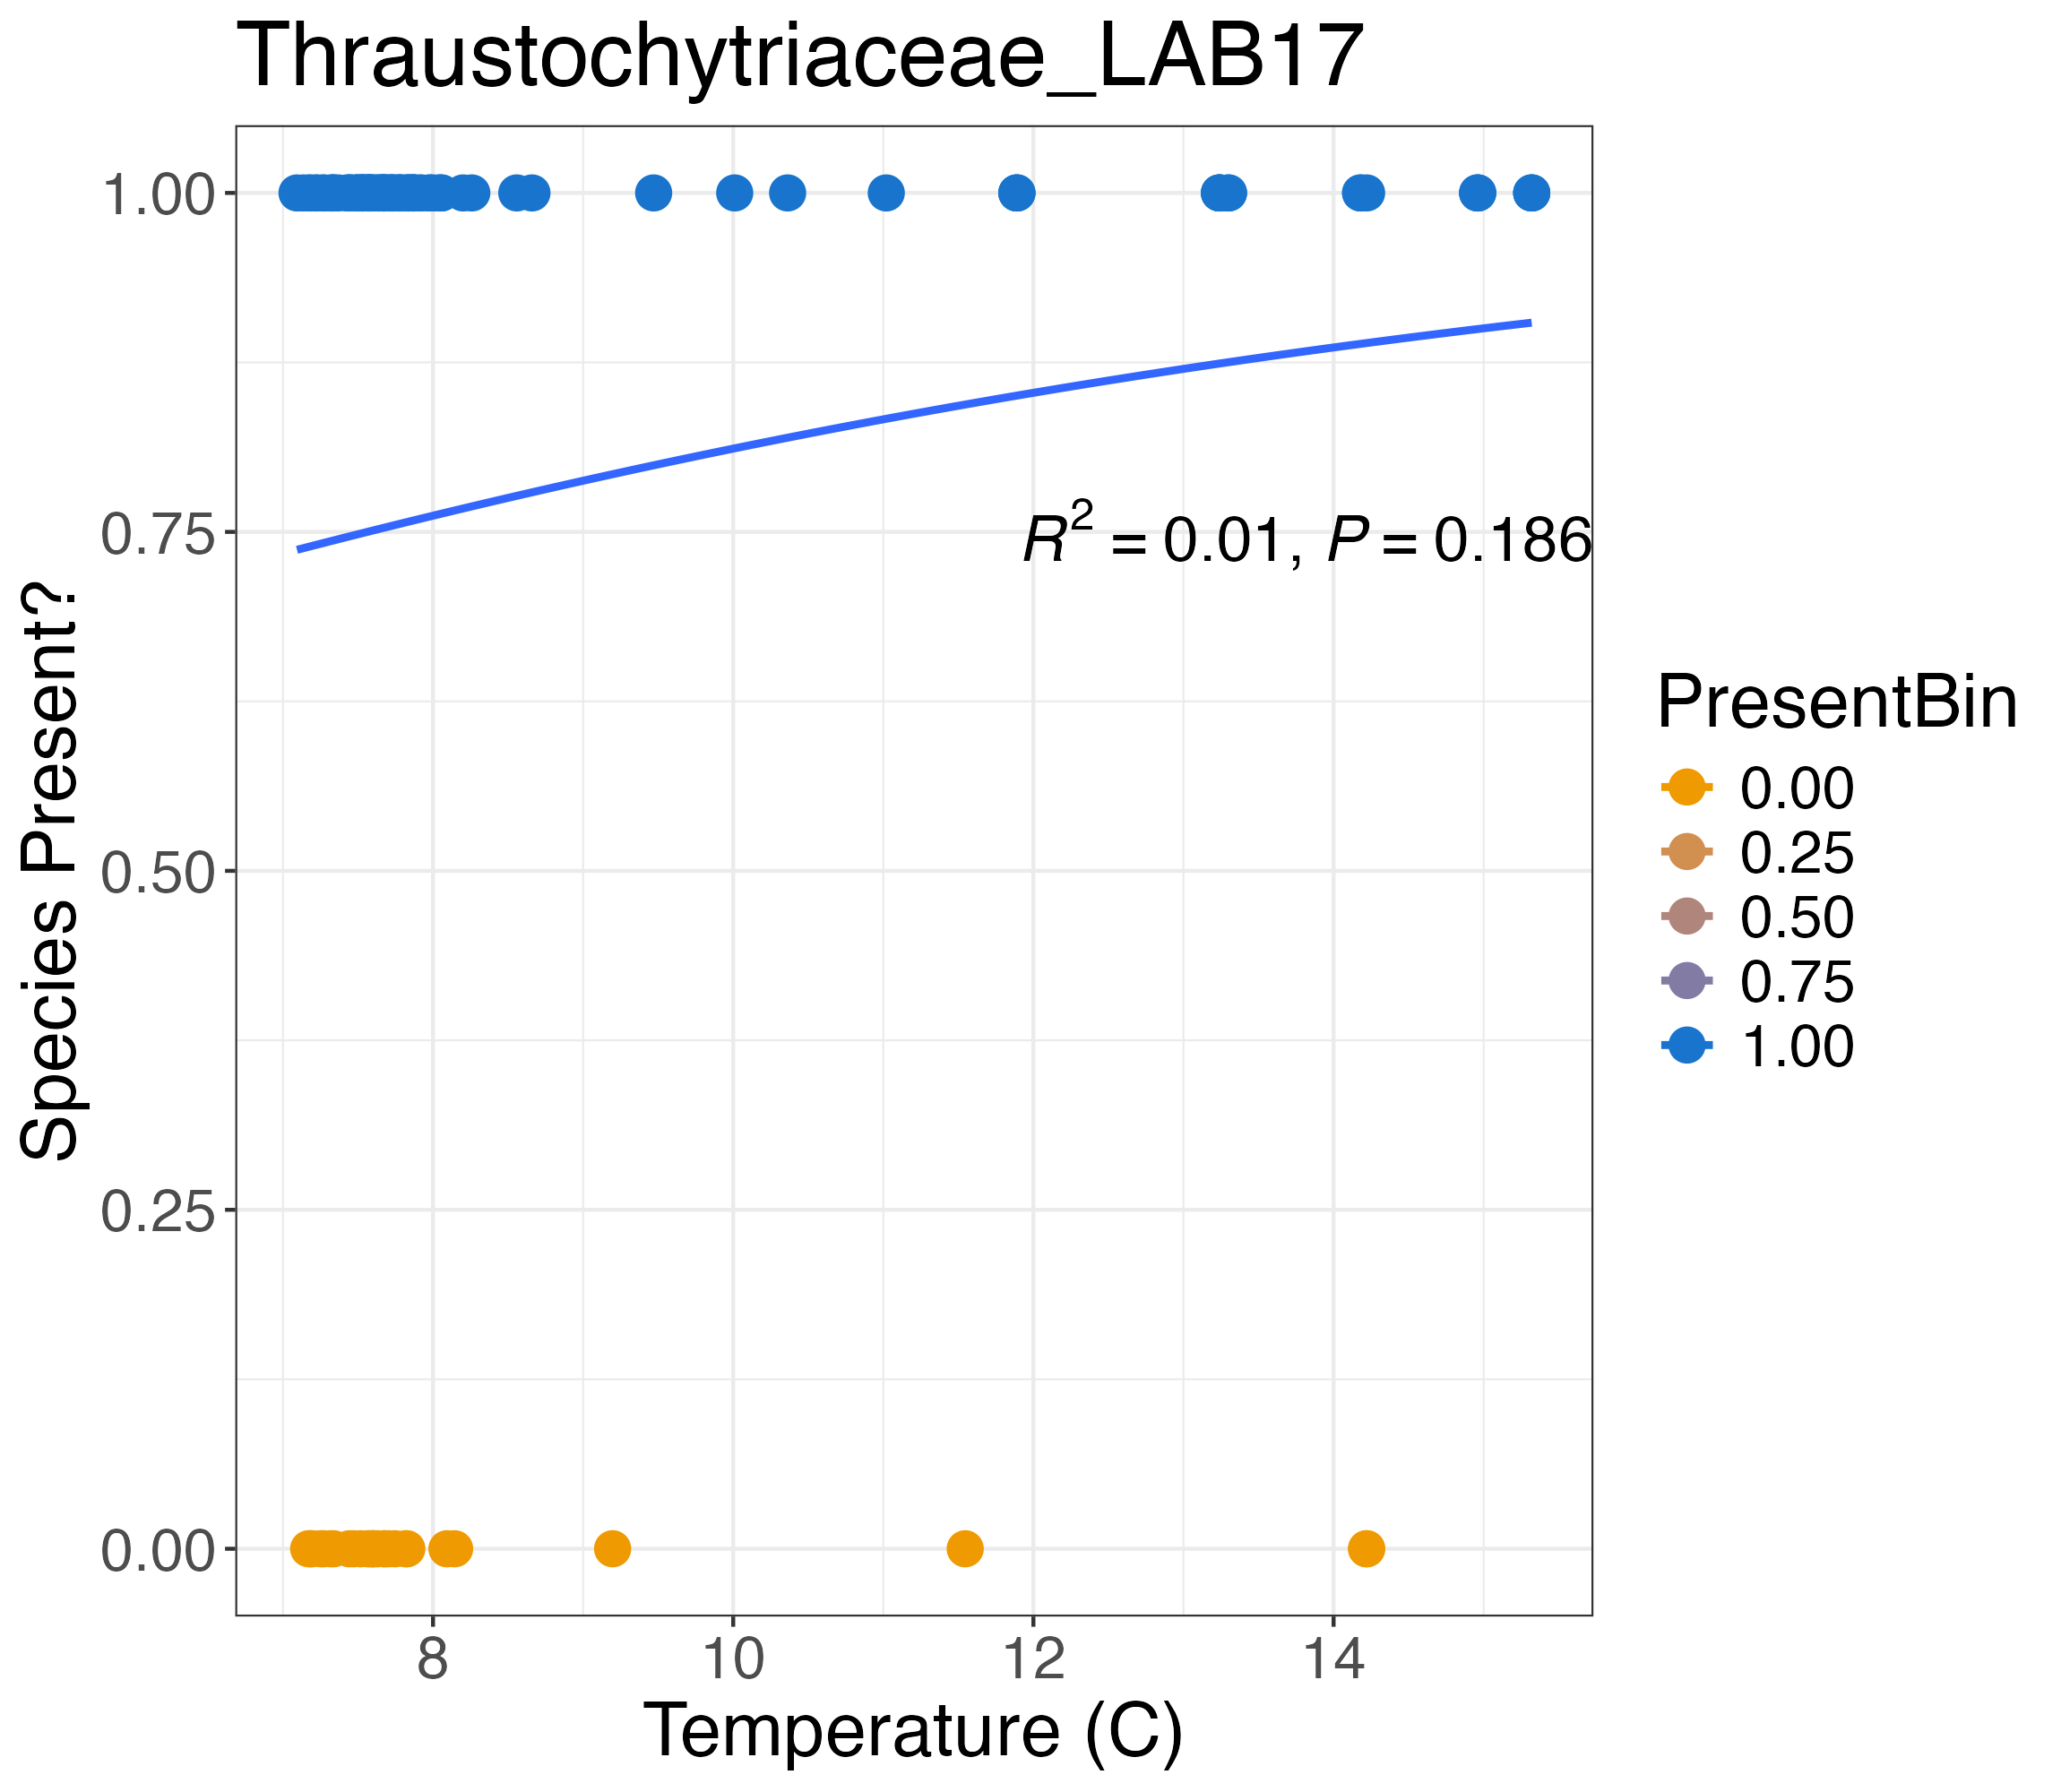 Thraustochytriaceae_LAB17
1.00
0.75
0.50
0.25
0.00
Species Present?
R² = 0.01, P = 0.186
8 10 12 14
Temperature (C)
PresentBin
0.00
0.25
0.50
0.75
1.00